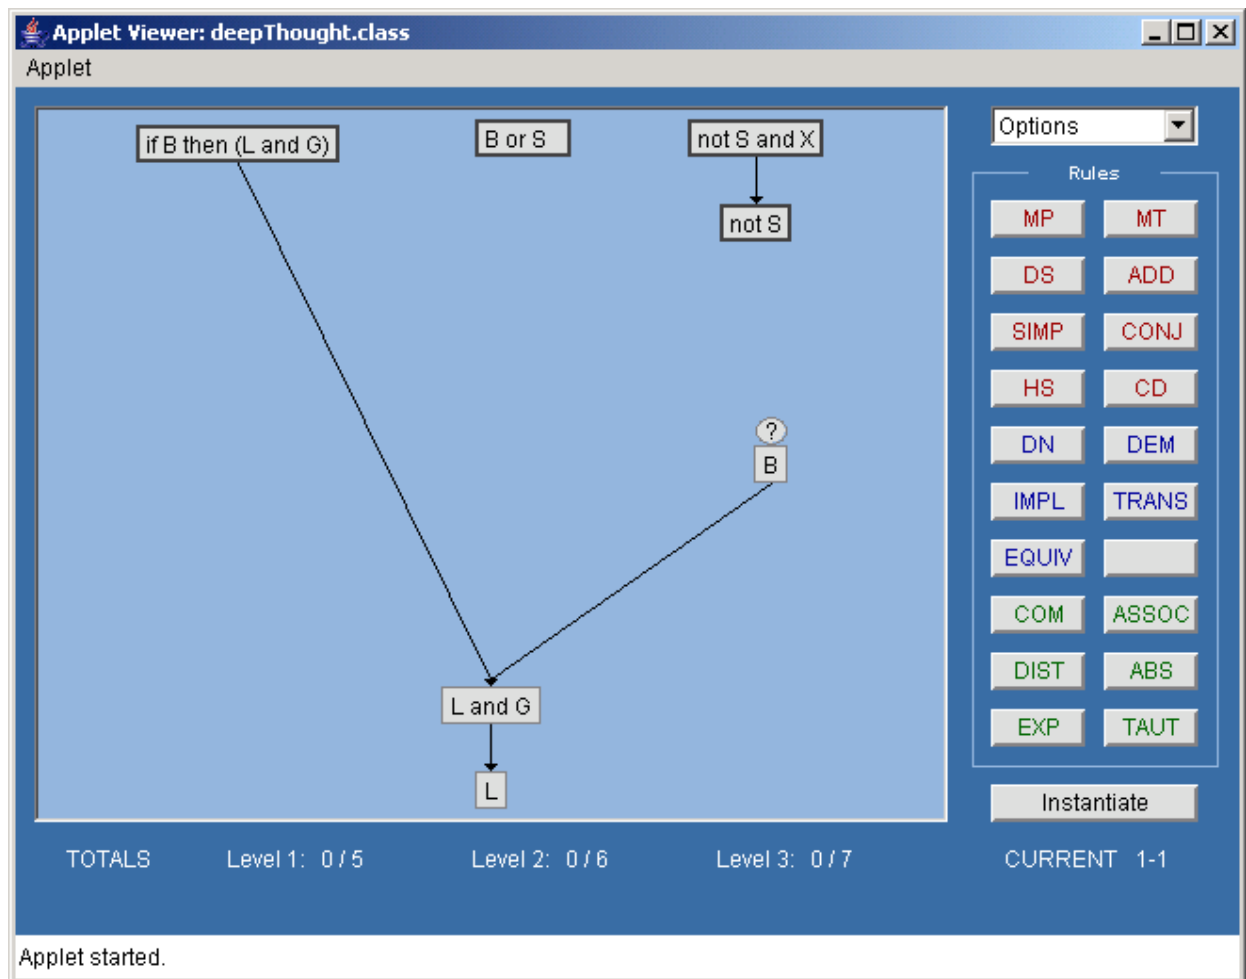 Applet Viewer: deepThought.class
Applet
if B then (L and G)
B or S
not S and X
not S
?
B
L and G
L
Options
Rules
MP MT
DS ADD
SIMP CONJ
HS CD
DN DEM
IMPL TRANS
EQUIV
COM ASSOC
DIST ABS
EXP TAUT
Instantiate
TOTALS Level 1: 0 / 5 Level 2: 0 / 6 Level 3: 0 / 7 CURRENT 1-1
Applet started.